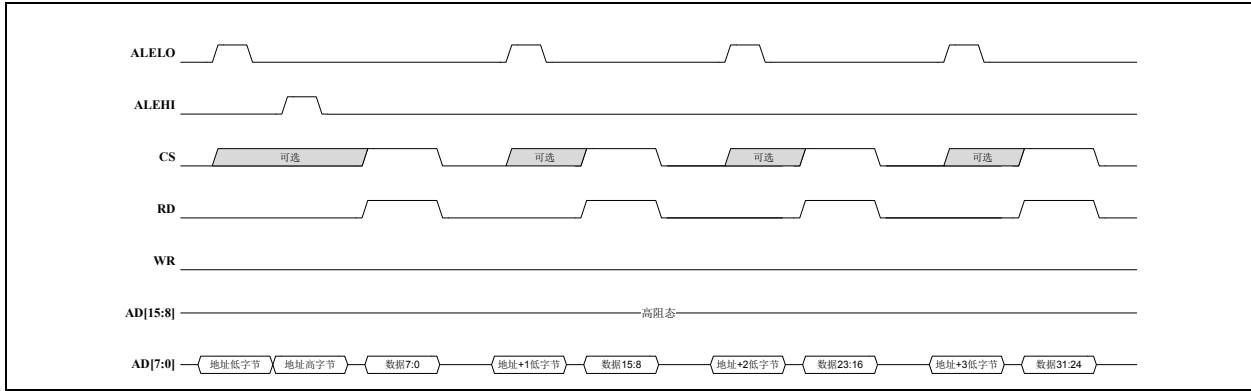 ALELO
ALEHI
CS 可选 可选 可选 可选
RD
WR
AD[15:8] 高阻态
AD[7:0] 地址低字节 地址高字节 数据7:0 地址+1低字节 数据15:8 地址+2低字节 数据23:16 地址+3低字节 数据31:24